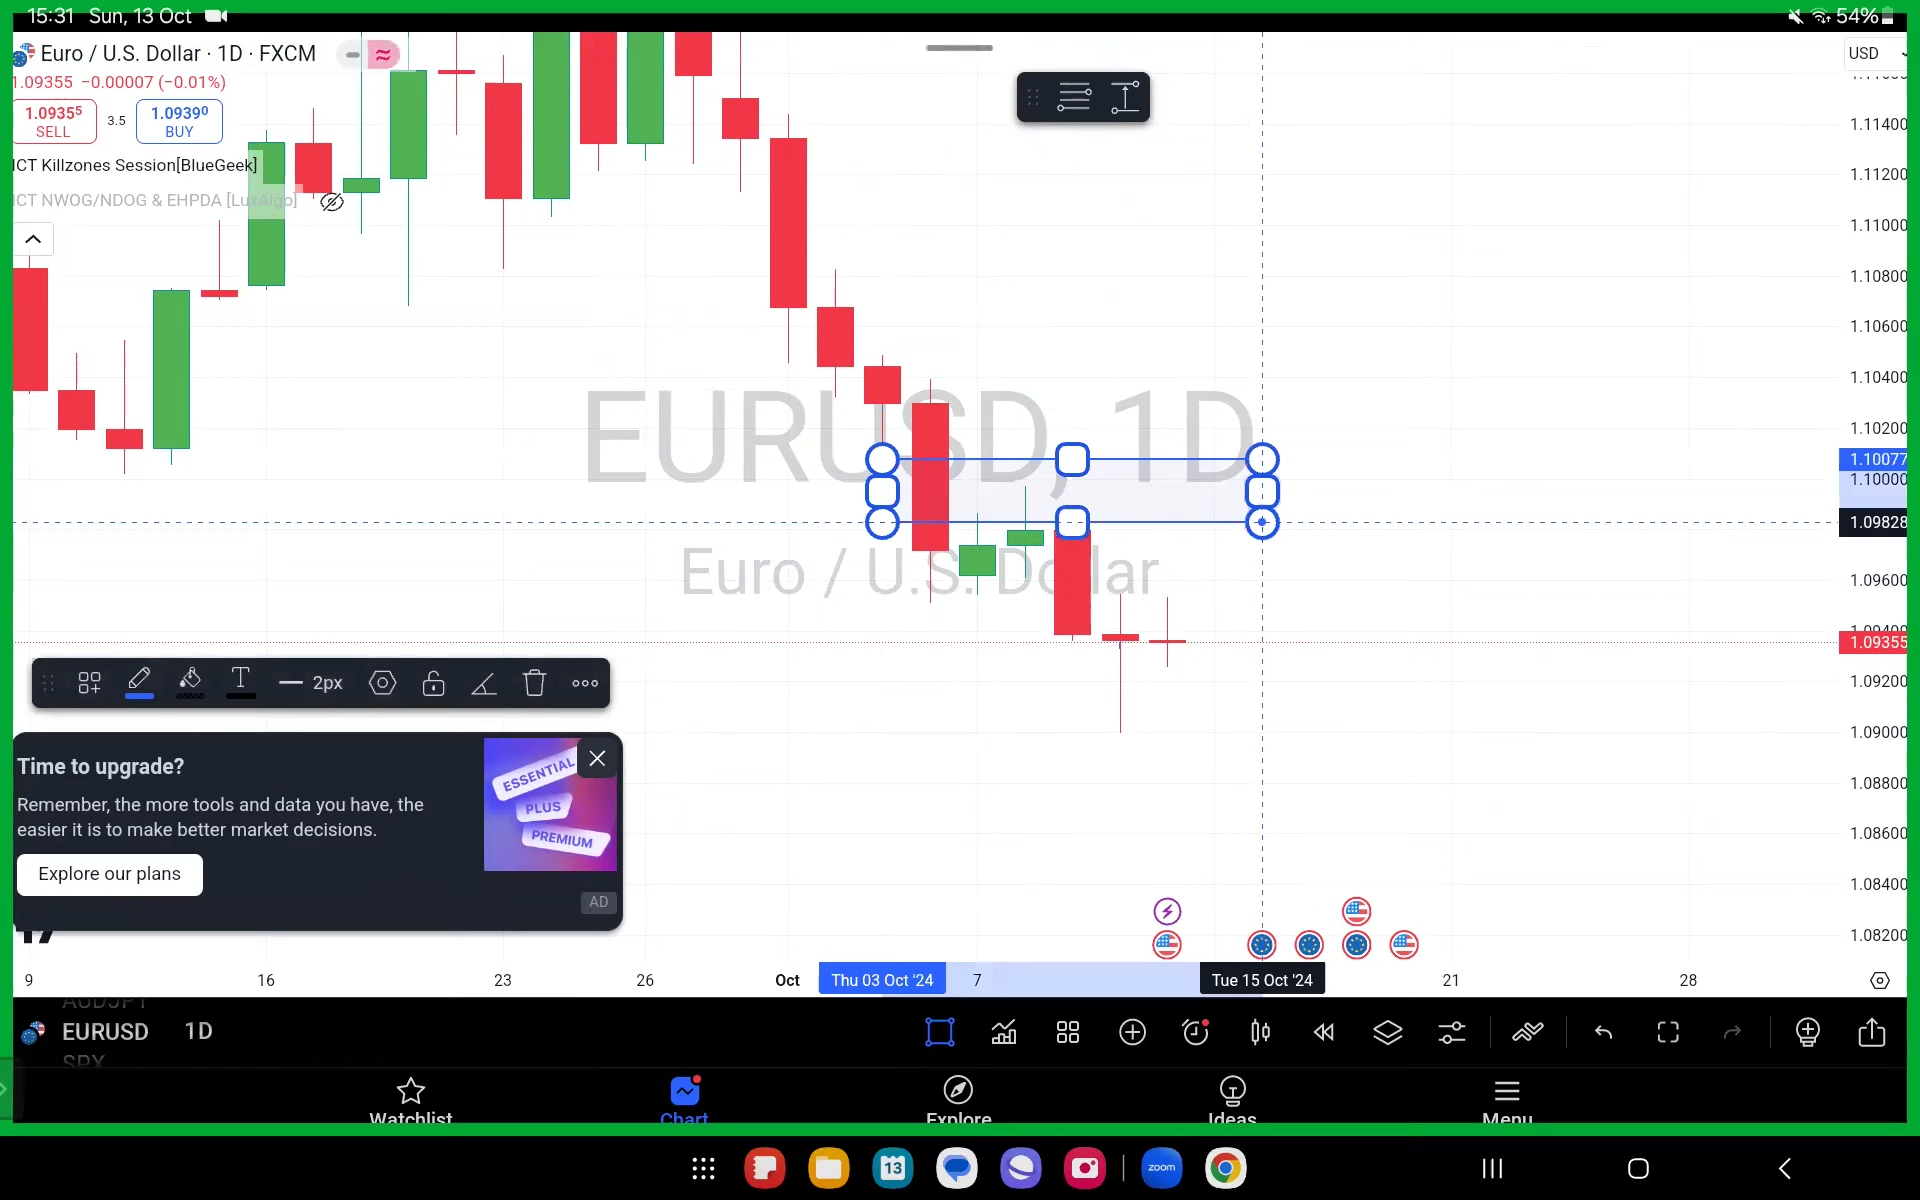 15:31 Sun, 13 Oct 54%
Euro / U.S. Dollar · 1D · FXCM
USD
1.09355 −0.00007 (−0.01%)
1.09355 3.5 1.09390
SELL BUY
ICT Killzones Session[BlueGeek]
ICT NWOG/NDOG & EHPDA [LuxAlgo]
1.11400
1.11200
1.11000
1.10800
1.10600
1.10400
1.10200
1.10077
1.10000
1.09828
1.09600
1.09400
1.09355
1.09200
1.09000
1.08800
1.08600
1.08400
1.08200
EURUSD, 1D
Euro / U.S. Dollar
T 2px
Time to upgrade?
Remember, the more tools and data you have, the
easier it is to make better market decisions.
Explore our plans
ESSENTIAL
PLUS
PREMIUM
AD
9 16 23 26 Oct Thu 03 Oct '24 7 Tue 15 Oct '24 21 28
AUDJPY
EURUSD 1D
SPX
Watchlist Chart Explore Ideas Menu
13
zoom